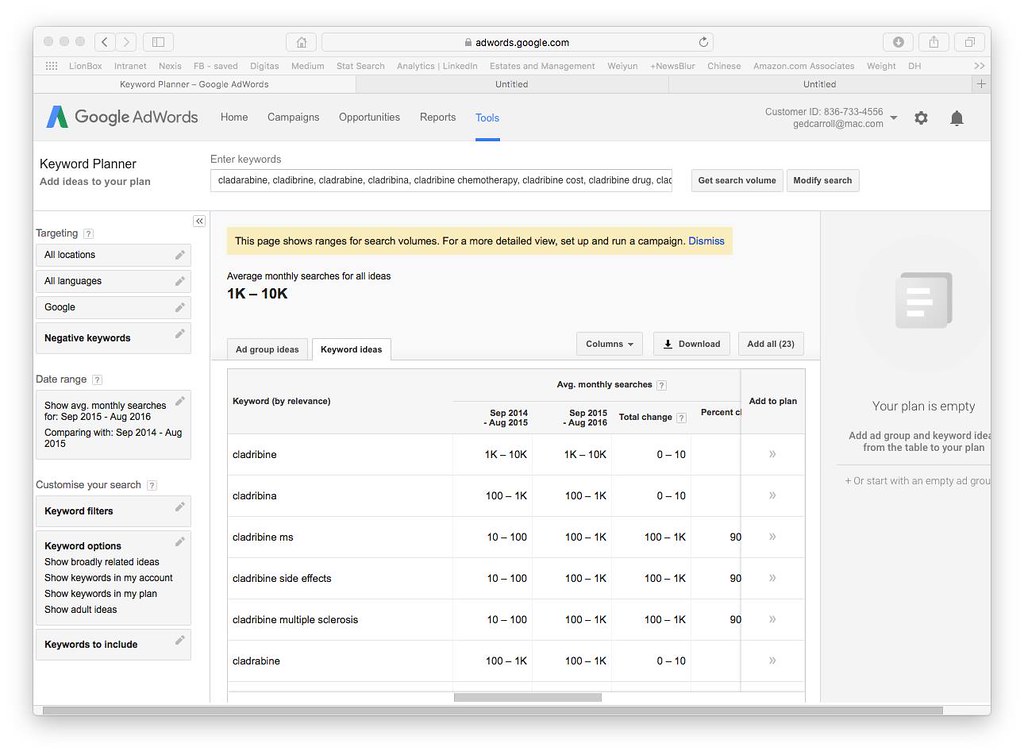 adwords.google.com
LionBox Intranet Nexis FB - saved Digitas Medium Stat Search Analytics | LinkedIn Estates and Management Weiyun +NewsBlur Chinese Amazon.com Associates Weight DH >>
Keyword Planner – Google AdWords Untitled Untitled +
Google AdWords Home Campaigns Opportunities Reports Tools
Customer ID: 836-733-4556
gedcarroll@mac.com
Keyword Planner
Add ideas to your plan
Enter keywords
cladarabine, cladibrine, cladrabine, cladribina, cladribine chemotherapy, cladribine cost, cladribine drug, clad
Get search volume Modify search
«
Targeting ?
All locations
All languages
Google
Negative keywords
Date range ?
Show avg. monthly searches
for: Sep 2015 - Aug 2016
Comparing with: Sep 2014 - Aug
2015
Customise your search ?
Keyword filters
Keyword options
Show broadly related ideas
Show keywords in my account
Show keywords in my plan
Show adult ideas
Keywords to include
This page shows ranges for search volumes. For a more detailed view, set up and run a campaign. Dismiss
Average monthly searches for all ideas
1K – 10K
Ad group ideas Keyword ideas
Columns Download Add all (23)
Keyword (by relevance)
Avg. monthly searches ?
Sep 2014
- Aug 2015
Sep 2015
- Aug 2016
Total change ?
Percent c
Add to plan
cladribine 1K – 10K 1K – 10K 0 – 10 »
cladribina 100 – 1K 100 – 1K 0 – 10 »
cladribine ms 10 – 100 100 – 1K 100 – 1K 90 »
cladribine side effects 10 – 100 100 – 1K 100 – 1K 90 »
cladribine multiple sclerosis 10 – 100 100 – 1K 100 – 1K 90 »
cladrabine 100 – 1K 100 – 1K 0 – 10 »
Your plan is empty
Add ad group and keyword idea
from the table to your plan
+ Or start with an empty ad grou